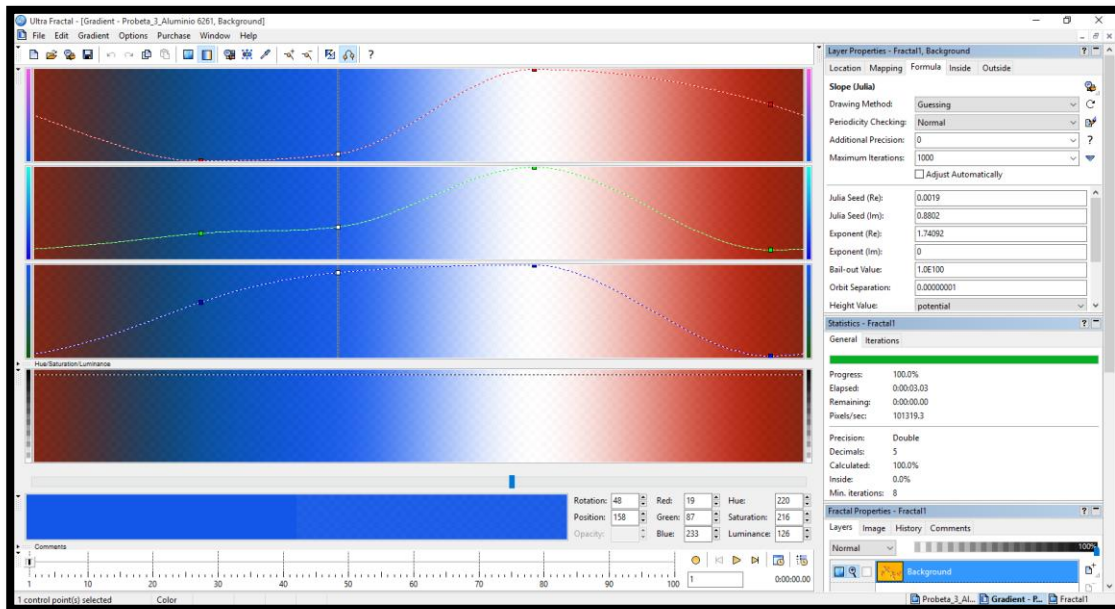 Ultra Fractal - [Gradient - Probeta_3_Aluminio 6261, Background]
File Edit Gradient Options Purchase Window Help
Hue/Saturation/Luminance
Rotation: 48 Red: 19 Hue: 220
Position: 158 Green: 87 Saturation: 216
Opacity: Blue: 233 Luminance: 126
Comments
1 10 20 30 40 50 60 70 80 90 100
1 0:00:00.00
1 control point(s) selected Color
Layer Properties - Fractal1, Background
Location Mapping Formula Inside Outside
Slope (Julia)
Drawing Method: Guessing
Periodicity Checking: Normal
Additional Precision: 0
Maximum Iterations: 1000
Adjust Automatically
Julia Seed (Re): 0.0019
Julia Seed (Im): 0.8802
Exponent (Re): 1.74092
Exponent (Im): 0
Bail-out Value: 1.0E100
Orbit Separation: 0.00000001
Height Value: potential
Statistics - Fractal1
General Iterations
Progress: 100.0%
Elapsed: 0:00:03.03
Remaining: 0:00:00.00
Pixels/sec: 101319.3
Precision: Double
Decimals: 5
Calculated: 100.0%
Inside: 0.0%
Min. iterations: 8
Fractal Properties - Fractal1
Layers Image History Comments
Normal 100%
Background
Probeta_3_Al... Gradient - P... Fractal1